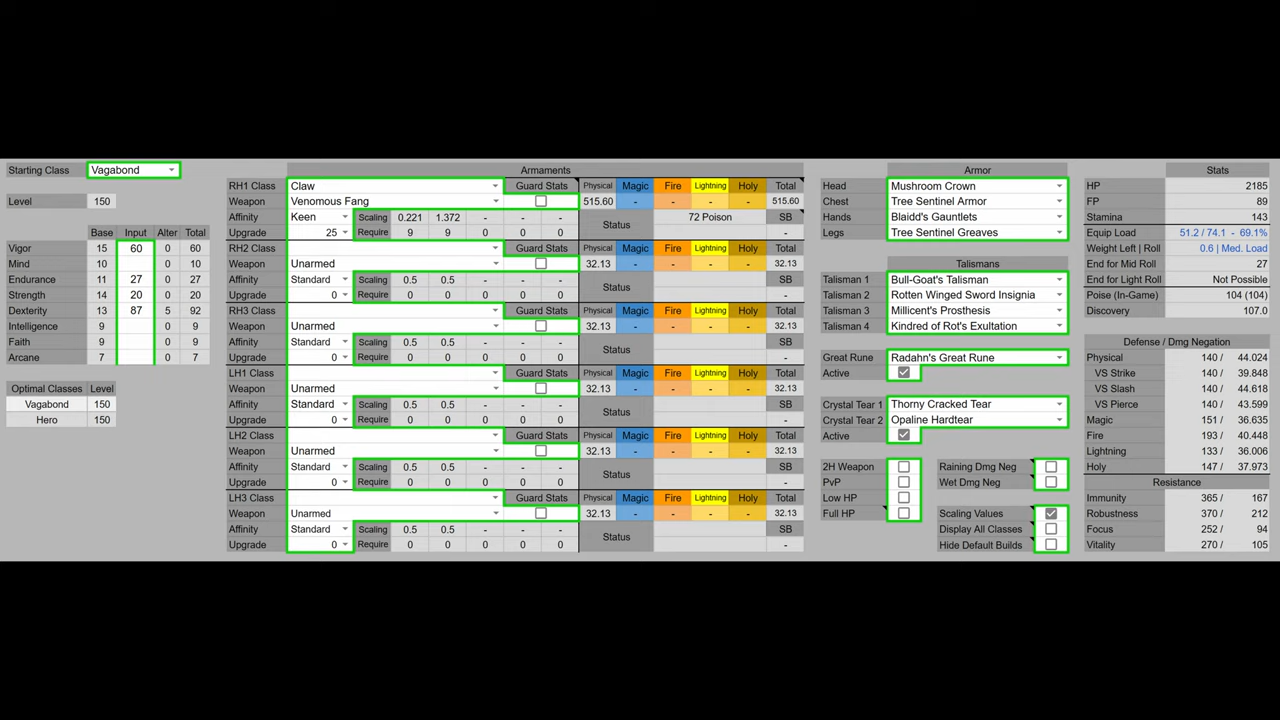 Starting Class Vagabond
Level 150
Base Input Alter Total
Vigor 15 60 0 60
Mind 10 0 10
Endurance 11 27 0 27
Strength 14 20 0 20
Dexterity 13 87 5 92
Intelligence 9 0 9
Faith 9 0 9
Arcane 7 0 7
Optimal Classes Level
Vagabond 150
Hero 150
Armaments
RH1 Class Claw Guard Stats Physical Magic Fire Lightning Holy Total
Weapon Venomous Fang 515.60 - - - - 515.60
Affinity Keen Scaling 0.221 1.372 - - - Status 72 Poison SB
Upgrade 25 Require 9 9 0 0 0 -
RH2 Class Guard Stats Physical Magic Fire Lightning Holy Total
Weapon Unarmed 32.13 - - - - 32.13
Affinity Standard Scaling 0.5 0.5 - - - Status SB
Upgrade 0 Require 0 0 0 0 0 -
RH3 Class Guard Stats Physical Magic Fire Lightning Holy Total
Weapon Unarmed 32.13 - - - - 32.13
Affinity Standard Scaling 0.5 0.5 - - - Status SB
Upgrade 0 Require 0 0 0 0 0 -
LH1 Class Guard Stats Physical Magic Fire Lightning Holy Total
Weapon Unarmed 32.13 - - - - 32.13
Affinity Standard Scaling 0.5 0.5 - - - Status SB
Upgrade 0 Require 0 0 0 0 0 -
LH2 Class Guard Stats Physical Magic Fire Lightning Holy Total
Weapon Unarmed 32.13 - - - - 32.13
Affinity Standard Scaling 0.5 0.5 - - - Status SB
Upgrade 0 Require 0 0 0 0 0 -
LH3 Class Guard Stats Physical Magic Fire Lightning Holy Total
Weapon Unarmed 32.13 - - - - 32.13
Affinity Standard Scaling 0.5 0.5 - - - Status SB
Upgrade 0 Require 0 0 0 0 0 -
Armor
Head Mushroom Crown
Chest Tree Sentinel Armor
Hands Blaidd's Gauntlets
Legs Tree Sentinel Greaves
Talismans
Talisman 1 Bull-Goat's Talisman
Talisman 2 Rotten Winged Sword Insignia
Talisman 3 Millicent's Prosthesis
Talisman 4 Kindred of Rot's Exultation
Great Rune Radahn's Great Rune
Active
Crystal Tear 1 Thorny Cracked Tear
Crystal Tear 2 Opaline Hardtear
Active
2H Weapon Raining Dmg Neg
PvP Wet Dmg Neg
Low HP
Full HP Scaling Values
Display All Classes
Hide Default Builds
Stats
HP 2185
FP 89
Stamina 143
Equip Load 51.2 / 74.1 - 69.1%
Weight Left | Roll 0.6 | Med. Load
End for Mid Roll 27
End for Light Roll Not Possible
Poise (In-Game) 104 (104)
Discovery 107.0
Defense / Dmg Negation
Physical 140 / 44.024
VS Strike 140 / 39.848
VS Slash 140 / 44.618
VS Pierce 140 / 43.599
Magic 151 / 36.635
Fire 193 / 40.448
Lightning 133 / 36.006
Holy 147 / 37.973
Resistance
Immunity 365 / 167
Robustness 370 / 212
Focus 252 / 94
Vitality 270 / 105